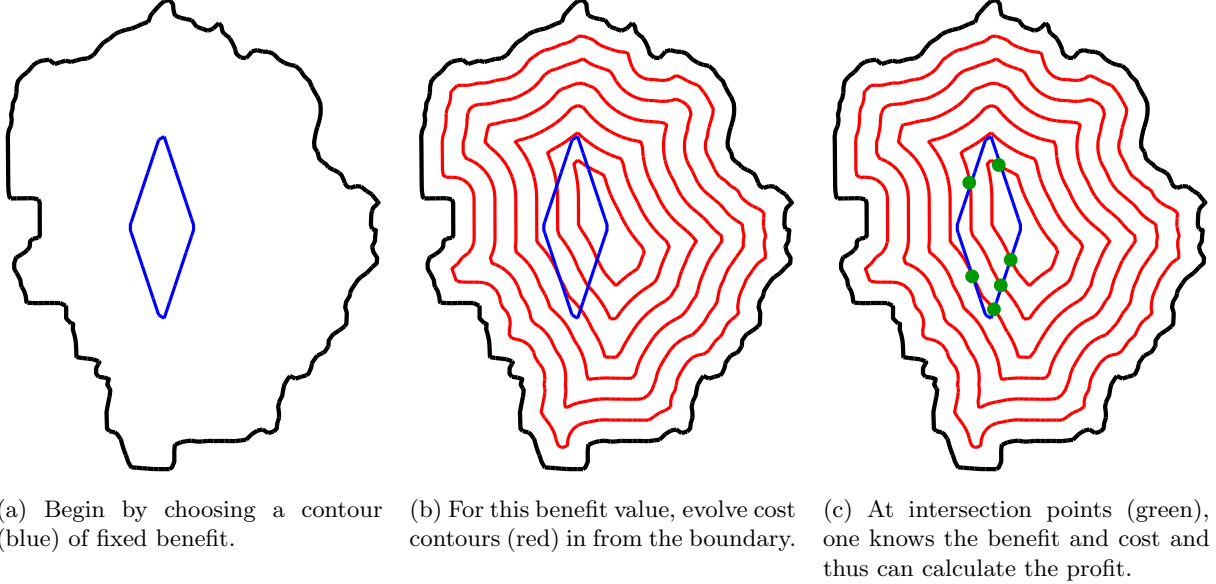 (a) Begin by choosing a contour
(blue) of fixed benefit.
(b) For this benefit value, evolve cost
contours (red) in from the boundary.
(c) At intersection points (green),
one knows the benefit and cost and
thus can calculate the profit.